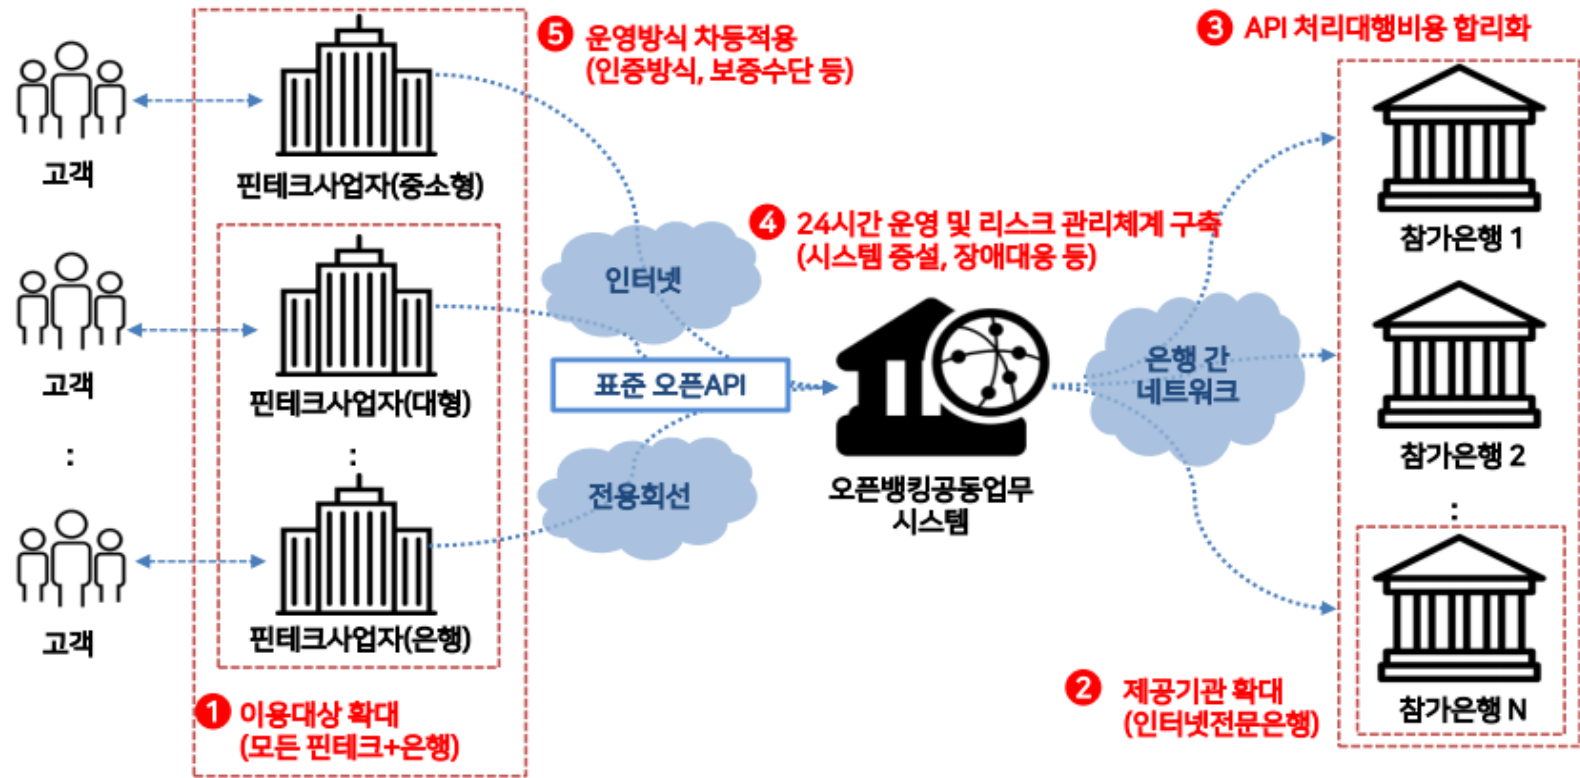 ❺ 운영방식 차등적용
(인증방식, 보증수단 등)
❸ API 처리대행비용 합리화
고객
핀테크사업자(중소형)
❹ 24시간 운영 및 리스크 관리체계 구축
(시스템 증설, 장애대응 등)
참가은행 1
인터넷
고객
핀테크사업자(대형)
표준 오픈API
은행 간
네트워크
:
:
참가은행 2
전용회선
오픈뱅킹공동업무
시스템
:
고객
핀테크사업자(은행)
❶ 이용대상 확대
(모든 핀테크+은행)
❷ 제공기관 확대
(인터넷전문은행)
참가은행 N